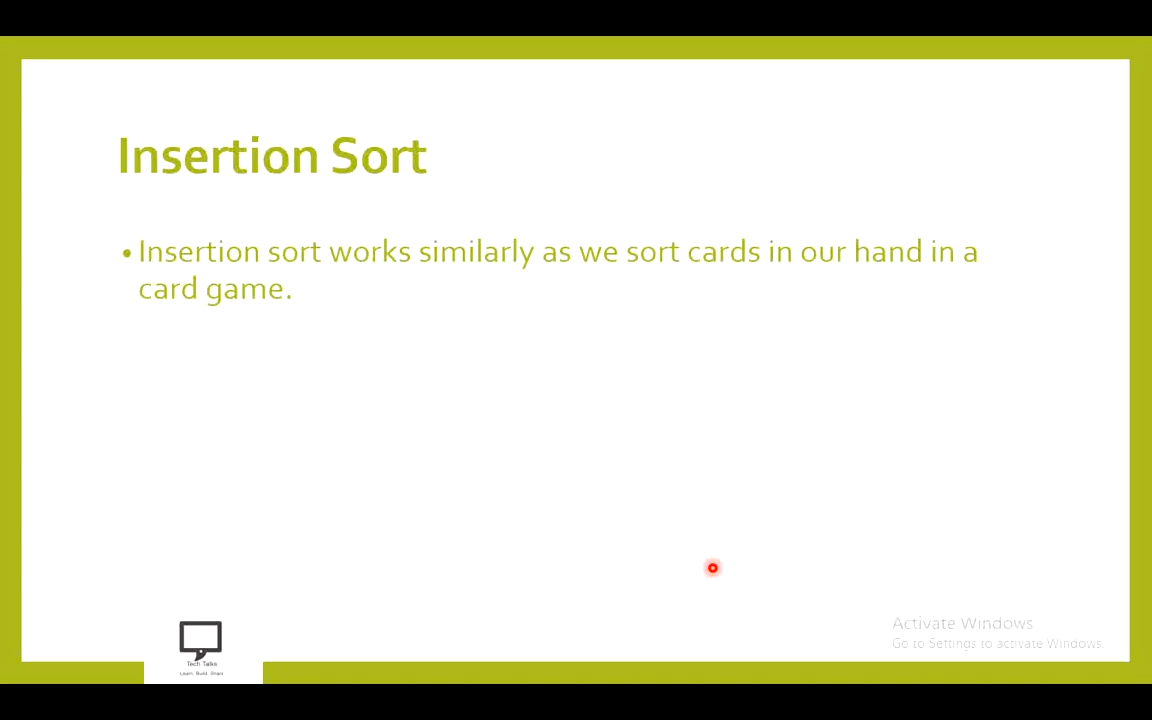 Insertion Sort
• Insertion sort works similarly as we sort cards in our hand in a
card game.
Activate Windows
Go to Settings to activate Windows.
Tech Talks
Learn. Build. Share